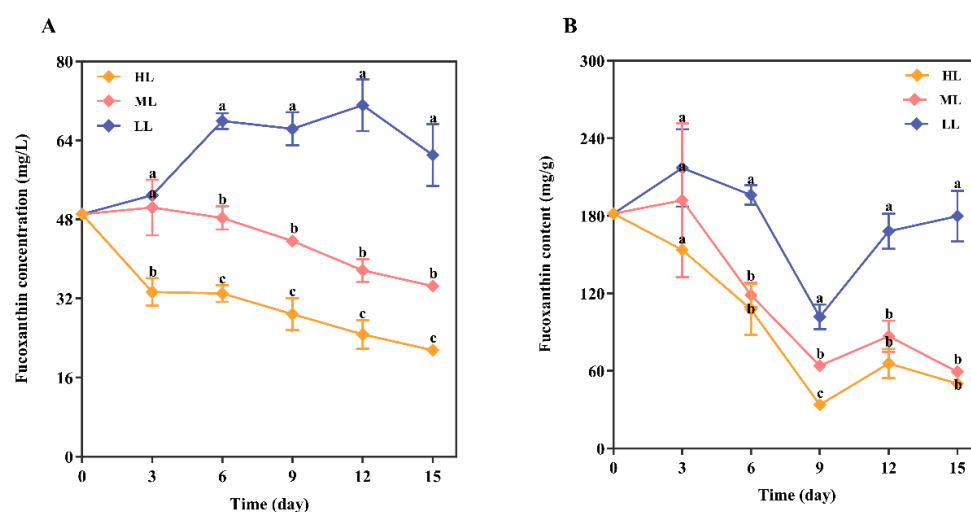 A
Fucoxanchin concentration (mg/L)
80
64
48
32
16
0
HL
ML
LL
a
a
a
a
a
a
b
b
b
b
b
c
c
c
c
0
3
6
9
12
15
Time (day)
B
Fucoxanthin content (mg/g)
300
240
180
120
60
0
HL
ML
LL
a
a
a
a
a
a
a
b
b
b
c
b
b
b
b
0
3
6
9
12
15
Time (day)